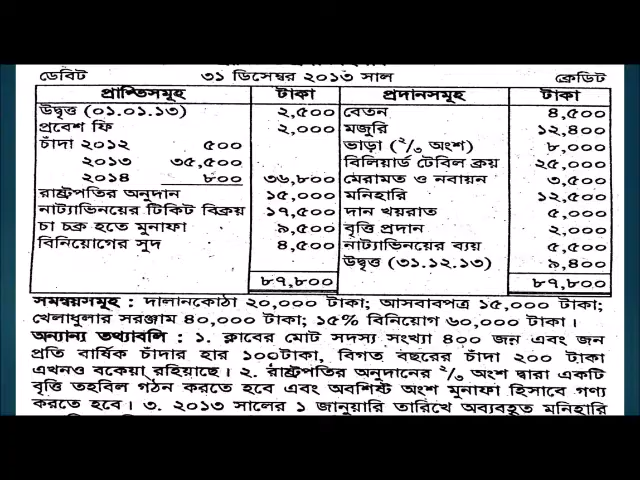 ডেবিট ৩১ ডিসেম্বর ২০১৩ সাল ক্রেডিট
প্রাপ্তিসমূহ টাকা প্রদানসমূহ টাকা
উদ্বৃত্ত (০১.০১.১৩) ২,৫০০ বেতন ৪,৫০০
প্রবেশ ফি ২,০০০ মজুরি ১২,৪০০
চাঁদা ২০১২ ৫০০ ভাড়া (২/৩ অংশ) ৮,০০০
২০১৩ ৩৫,৫০০ বিলিয়ার্ড টেবিল ক্রয় ২৫,০০০
২০১৪ ৮০০ ৩৬,৮০০ মেরামত ও নবায়ন ৩,৫০০
রাষ্ট্রপতির অনুদান ১৫,০০০ মনিহারি ১২,৫০০
নাট্যাভিনয়ের টিকিট বিক্রয় ১৭,৫০০ দান খয়রাত ৫,০০০
চা চক্র হতে মুনাফা ৯,৫০০ বৃত্তি প্রদান ২,০০০
বিনিয়োগের সুদ ৪,৫০০ নাট্যাভিনয়ের ব্যয় ৫,৫০০
উদ্বৃত্ত (৩১.১২.১৩) ৯,৪০০
৮৭,৮০০ ৮৭,৮০০
সমন্বয়সমূহ : দালানকোঠা ২০,০০০ টাকা; আসবাবপত্র ১৫,০০০ টাকা;
খেলাধুলার সরঞ্জাম ৪০,০০০ টাকা; ১৫% বিনিয়োগ ৬০,০০০ টাকা।
অন্যান্য তথ্যাবলি : ১. ক্লাবের মোট সদস্য সংখ্যা ৪০০ জন এবং জন
প্রতি বার্ষিক চাঁদার হার ১০০টাকা, বিগত বছরের চাঁদা ২০০ টাকা
এখনও বকেয়া রহিয়াছে। ২. রাষ্ট্রপতির অনুদানের ২/৩ অংশ দ্বারা একটি
বৃত্তি তহবিল গঠন করতে হবে এবং অবশিষ্ট অংশ মুনাফা হিসাবে গণ্য
করতে হবে। ৩. ২০১৩ সালের ১ জানুয়ারি তারিখে অব্যবহৃত মনিহারি